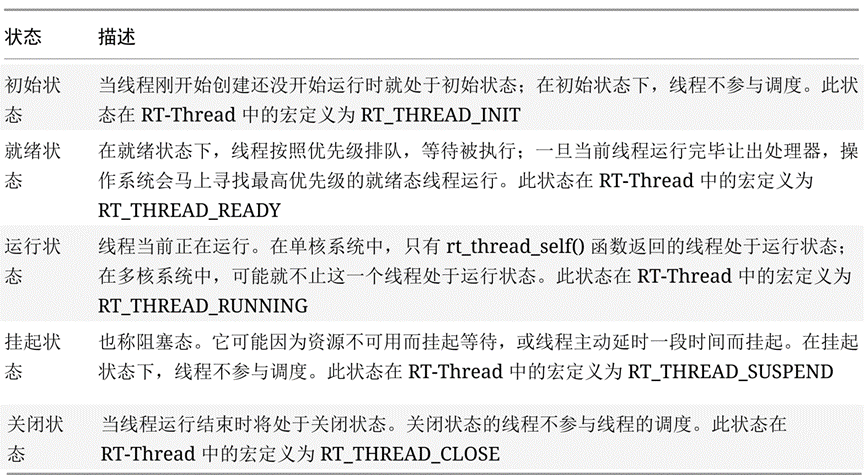 状态 描述
初始状态 当线程刚开始创建还没开始运行时就处于初始状态；在初始状态下，线程不参与调度。此状
态在 RT-Thread 中的宏定义为 RT_THREAD_INIT
就绪状态 在就绪状态下，线程按照优先级排队，等待被执行；一旦当前线程运行完毕让出处理器，操
作系统会马上寻找最高优先级的就绪态线程运行。此状态在 RT-Thread 中的宏定义为
RT_THREAD_READY
运行状态 线程当前正在运行。在单核系统中，只有 rt_thread_self() 函数返回的线程处于运行状态；
在多核系统中，可能就不止这一个线程处于运行状态。此状态在 RT-Thread 中的宏定义为
RT_THREAD_RUNNING
挂起状态 也称阻塞态。它可能因为资源不可用而挂起等待，或线程主动延时一段时间而挂起。在挂起
状态下，线程不参与调度。此状态在 RT-Thread 中的宏定义为 RT_THREAD_SUSPEND
关闭状态 当线程运行结束时将处于关闭状态。关闭状态的线程不参与线程的调度。此状态在
RT-Thread 中的宏定义为 RT_THREAD_CLOSE